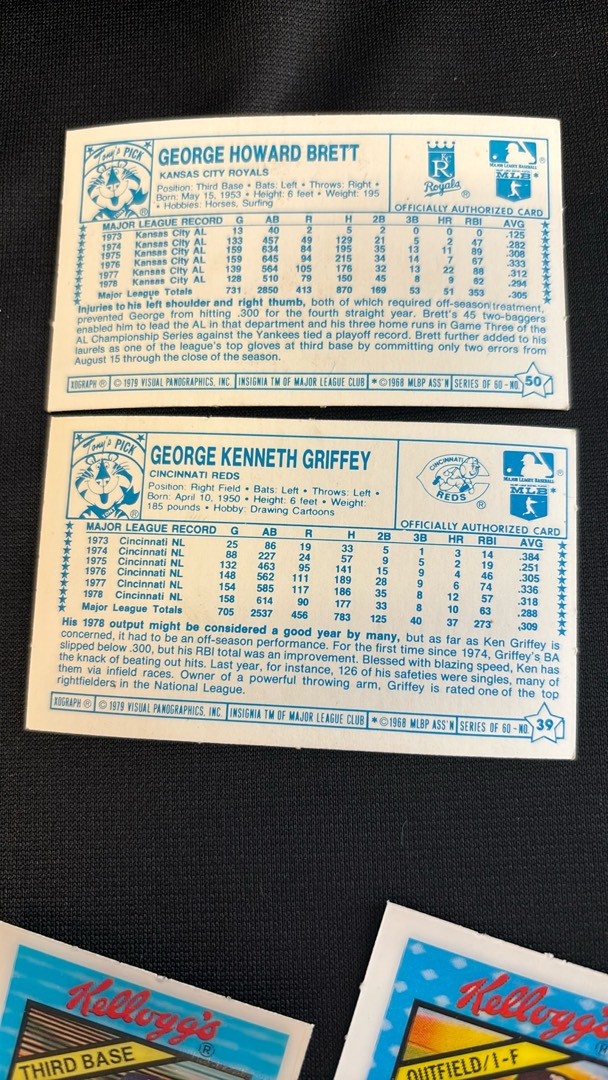 Tony's PICK
GEORGE HOWARD BRETT
KANSAS CITY ROYALS
Position: Third Base • Bats: Left • Throws: Right •
Born: May 15, 1953 • Height: 6 feet • Weight: 195
• Hobbies: Horses, Surfing
KC
R
Royals ®
MAJOR LEAGUE BASEBALL ®
MLB*
OFFICIALLY AUTHORIZED CARD
MAJOR LEAGUE RECORD G AB R H 2B 3B HR RBI AVG
1973 Kansas City AL 13 40 2 5 2 0 0 0 .125
1974 Kansas City AL 133 457 49 129 21 5 2 47 .282
1975 Kansas City AL 159 634 84 195 35 13 11 89 .308
1976 Kansas City AL 159 645 94 215 34 14 7 67 .333
1977 Kansas City AL 139 564 105 176 32 13 22 88 .312
1978 Kansas City AL 128 510 79 150 45 8 9 62 .294
Major League Totals 731 2850 413 870 169 53 51 353 .305
Injuries to his left shoulder and right thumb, both of which required off-season treatment,
prevented George from hitting .300 for the fourth straight year. Brett's 45 two-baggers
enabled him to lead the AL in that department and his three home runs in Game Three of the
AL Championship Series against the Yankees tied a playoff record. Brett further added to his
laurels as one of the league's top gloves at third base by committing only two errors from
August 15 through the close of the season.
XOGRAPH ® © 1979 VISUAL PANOGRAPHICS, INC. INSIGNIA TM OF MAJOR LEAGUE CLUB * ©1968 MLBP ASS'N SERIES OF 60-NO. 50
Tony's PICK
GEORGE KENNETH GRIFFEY
CINCINNATI REDS
Position: Right Field • Bats: Left • Throws: Left •
Born: April 10, 1950 • Height: 6 feet • Weight:
185 pounds • Hobby: Drawing Cartoons
CINCINNATI
REDS ®
MAJOR LEAGUE BASEBALL ®
MLB*
OFFICIALLY AUTHORIZED CARD
MAJOR LEAGUE RECORD G AB R H 2B 3B HR RBI AVG
1973 Cincinnati NL 25 86 19 33 5 1 3 14 .384
1974 Cincinnati NL 88 227 24 57 9 5 2 19 .251
1975 Cincinnati NL 132 463 95 141 15 9 4 46 .305
1976 Cincinnati NL 148 562 111 189 28 9 6 74 .336
1977 Cincinnati NL 154 585 117 186 35 8 12 57 .318
1978 Cincinnati NL 158 614 90 177 33 8 10 63 .288
Major League Totals 705 2537 456 783 125 40 37 273 .309
His 1978 output might be considered a good year by many, but as far as Ken Griffey is
concerned, it had to be an off-season performance. For the first time since 1974, Griffey's BA
slipped below .300, but his RBI total was an improvement. Blessed with blazing speed, Ken has
the knack of beating out hits. Last year, for instance, 126 of his safeties were singles, many of
them via infield races. Owner of a powerful throwing arm, Griffey is rated one of the top
rightfielders in the National League.
XOGRAPH ® © 1979 VISUAL PANOGRAPHICS, INC. INSIGNIA TM OF MAJOR LEAGUE CLUB * ©1968 MLBP ASS'N SERIES OF 60-NO. 39
Kellogg's ®
THIRD BASE
Kellogg's
OUTFIELD/1-F